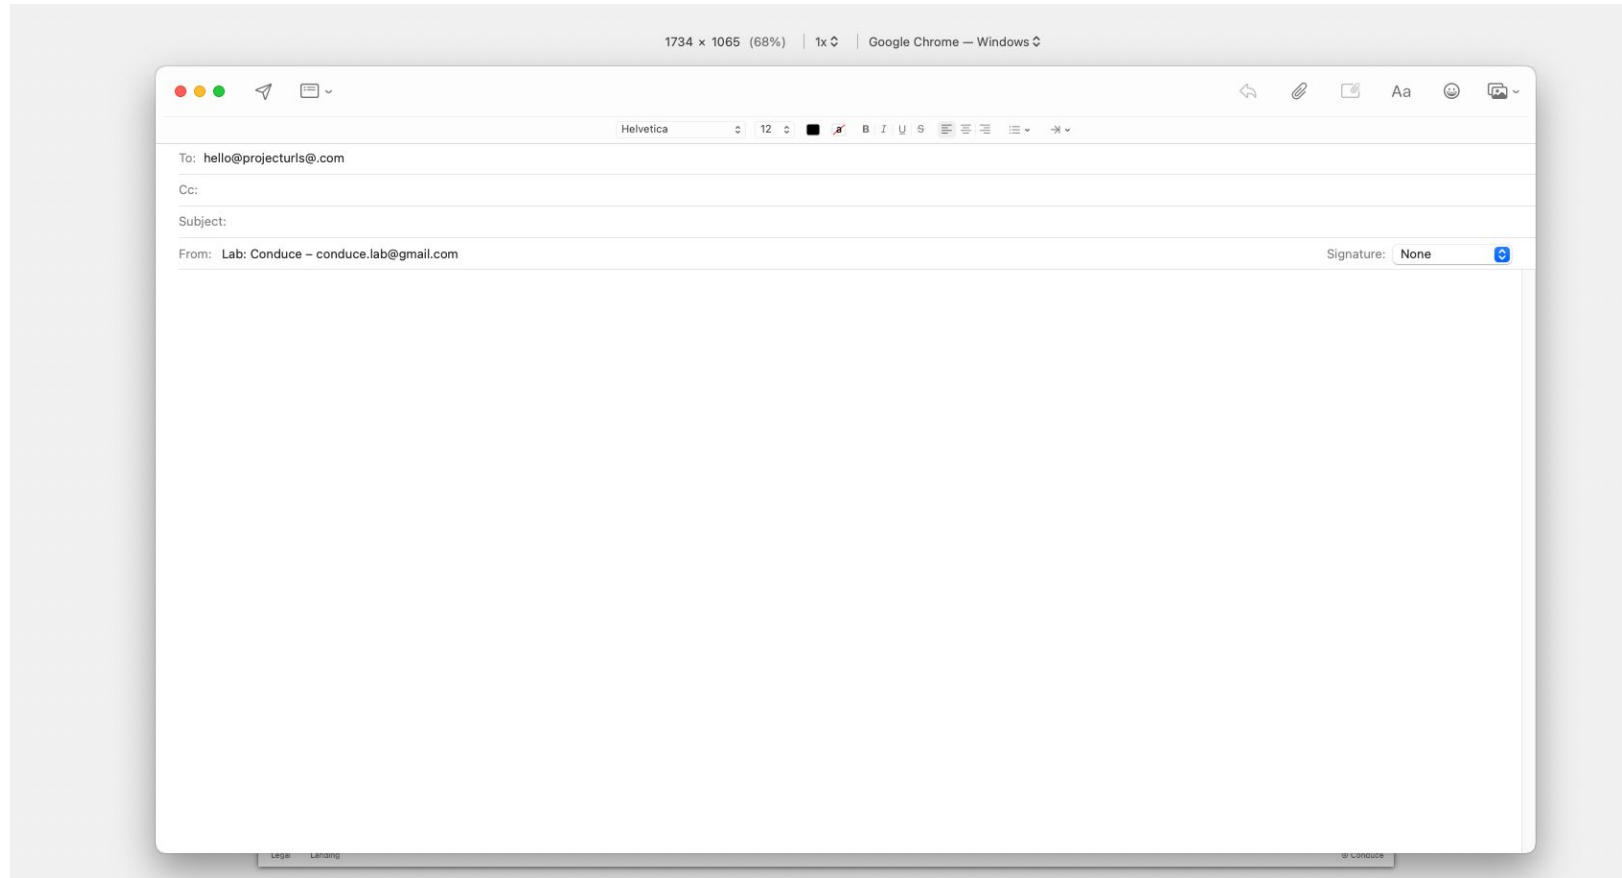 1734 × 1065 (68%) 1x Google Chrome — Windows
Aa
Helvetica 12 a B I U S
To: hello@projecturls@.com
Cc:
Subject:
From: Lab: Conduce – conduce.lab@gmail.com Signature: None
Legal Landing @ Conduce